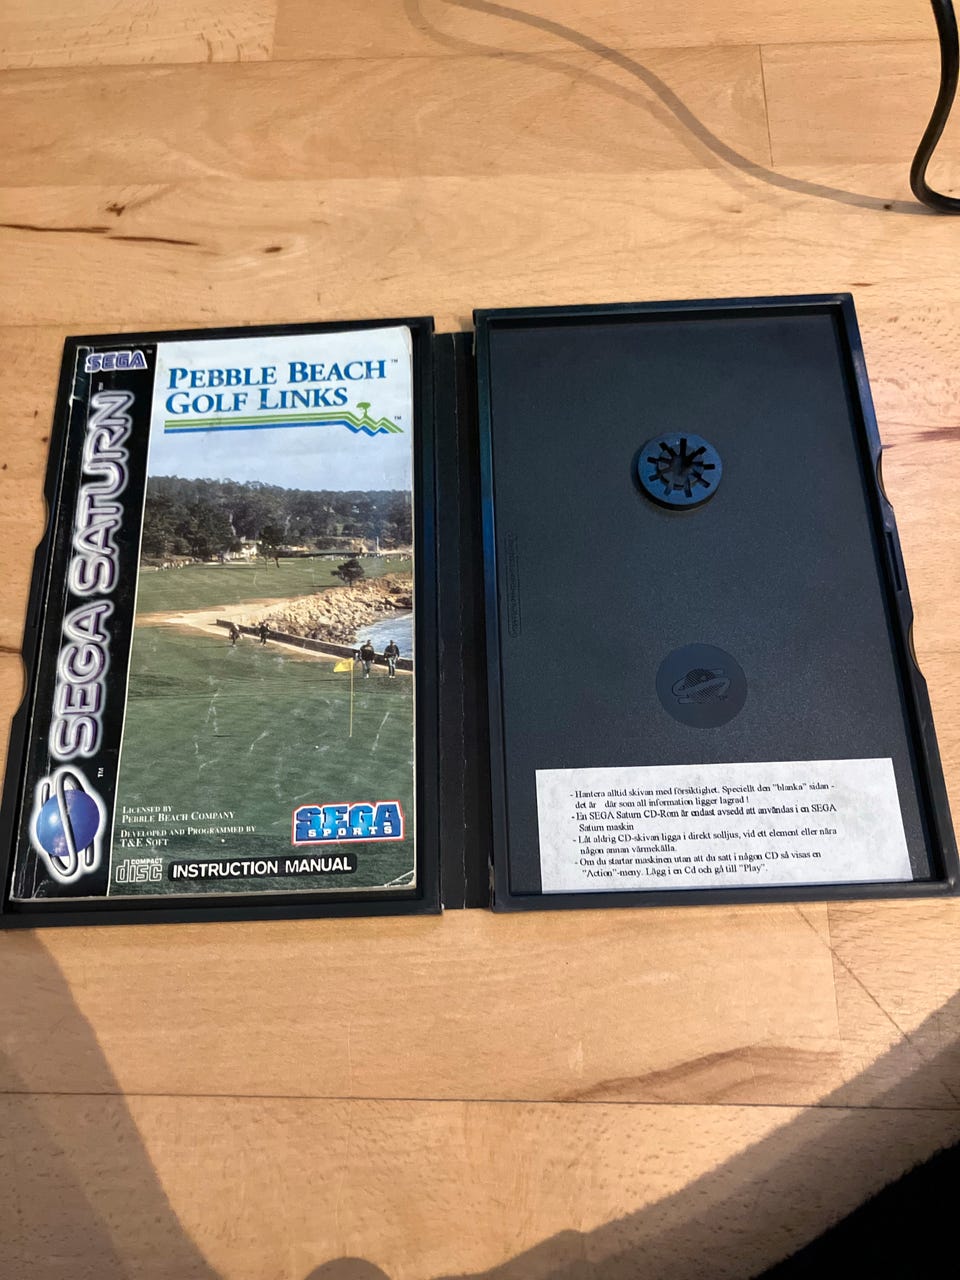 SEGA™
SEGA SATURN™
PEBBLE BEACH™
GOLF LINKS
™
LICENSED BY
PEBBLE BEACH COMPANY
DEVELOPED AND PROGRAMMED BY
T&E SOFT
SEGA
SPORTS
COMPACT
disc
INSTRUCTION MANUAL
- Hantera alltid skivan med försiktighet. Speciellt den "blanka" sidan -
det är där som all information ligger lagrad !
- En SEGA Saturn CD-Rom är endast avsedd att användas i en SEGA
Saturn maskin
- Låt aldrig CD-skivan ligga i direkt solljus, vid ett element eller nära
någon annan värmekälla.
- Om du startar maskinen utan att du satt i någon CD så visas en
"Action"-meny. Lägg i en Cd och gå till "Play".